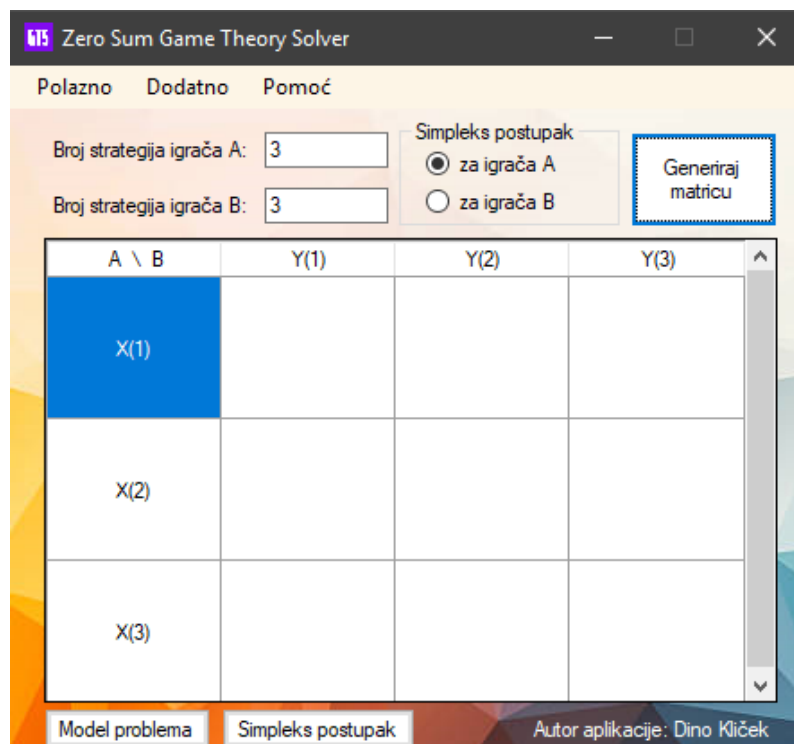 GTS Zero Sum Game Theory Solver
Polazno Dodatno Pomoć
Broj strategija igrača A: 3
Broj strategija igrača B: 3
Simpleks postupak
za igrača A
za igrača B
Generiraj
matricu
A \ B Y(1) Y(2) Y(3)
X(1)
X(2)
X(3)
Model problema Simpleks postupak Autor aplikacije: Dino Kliček